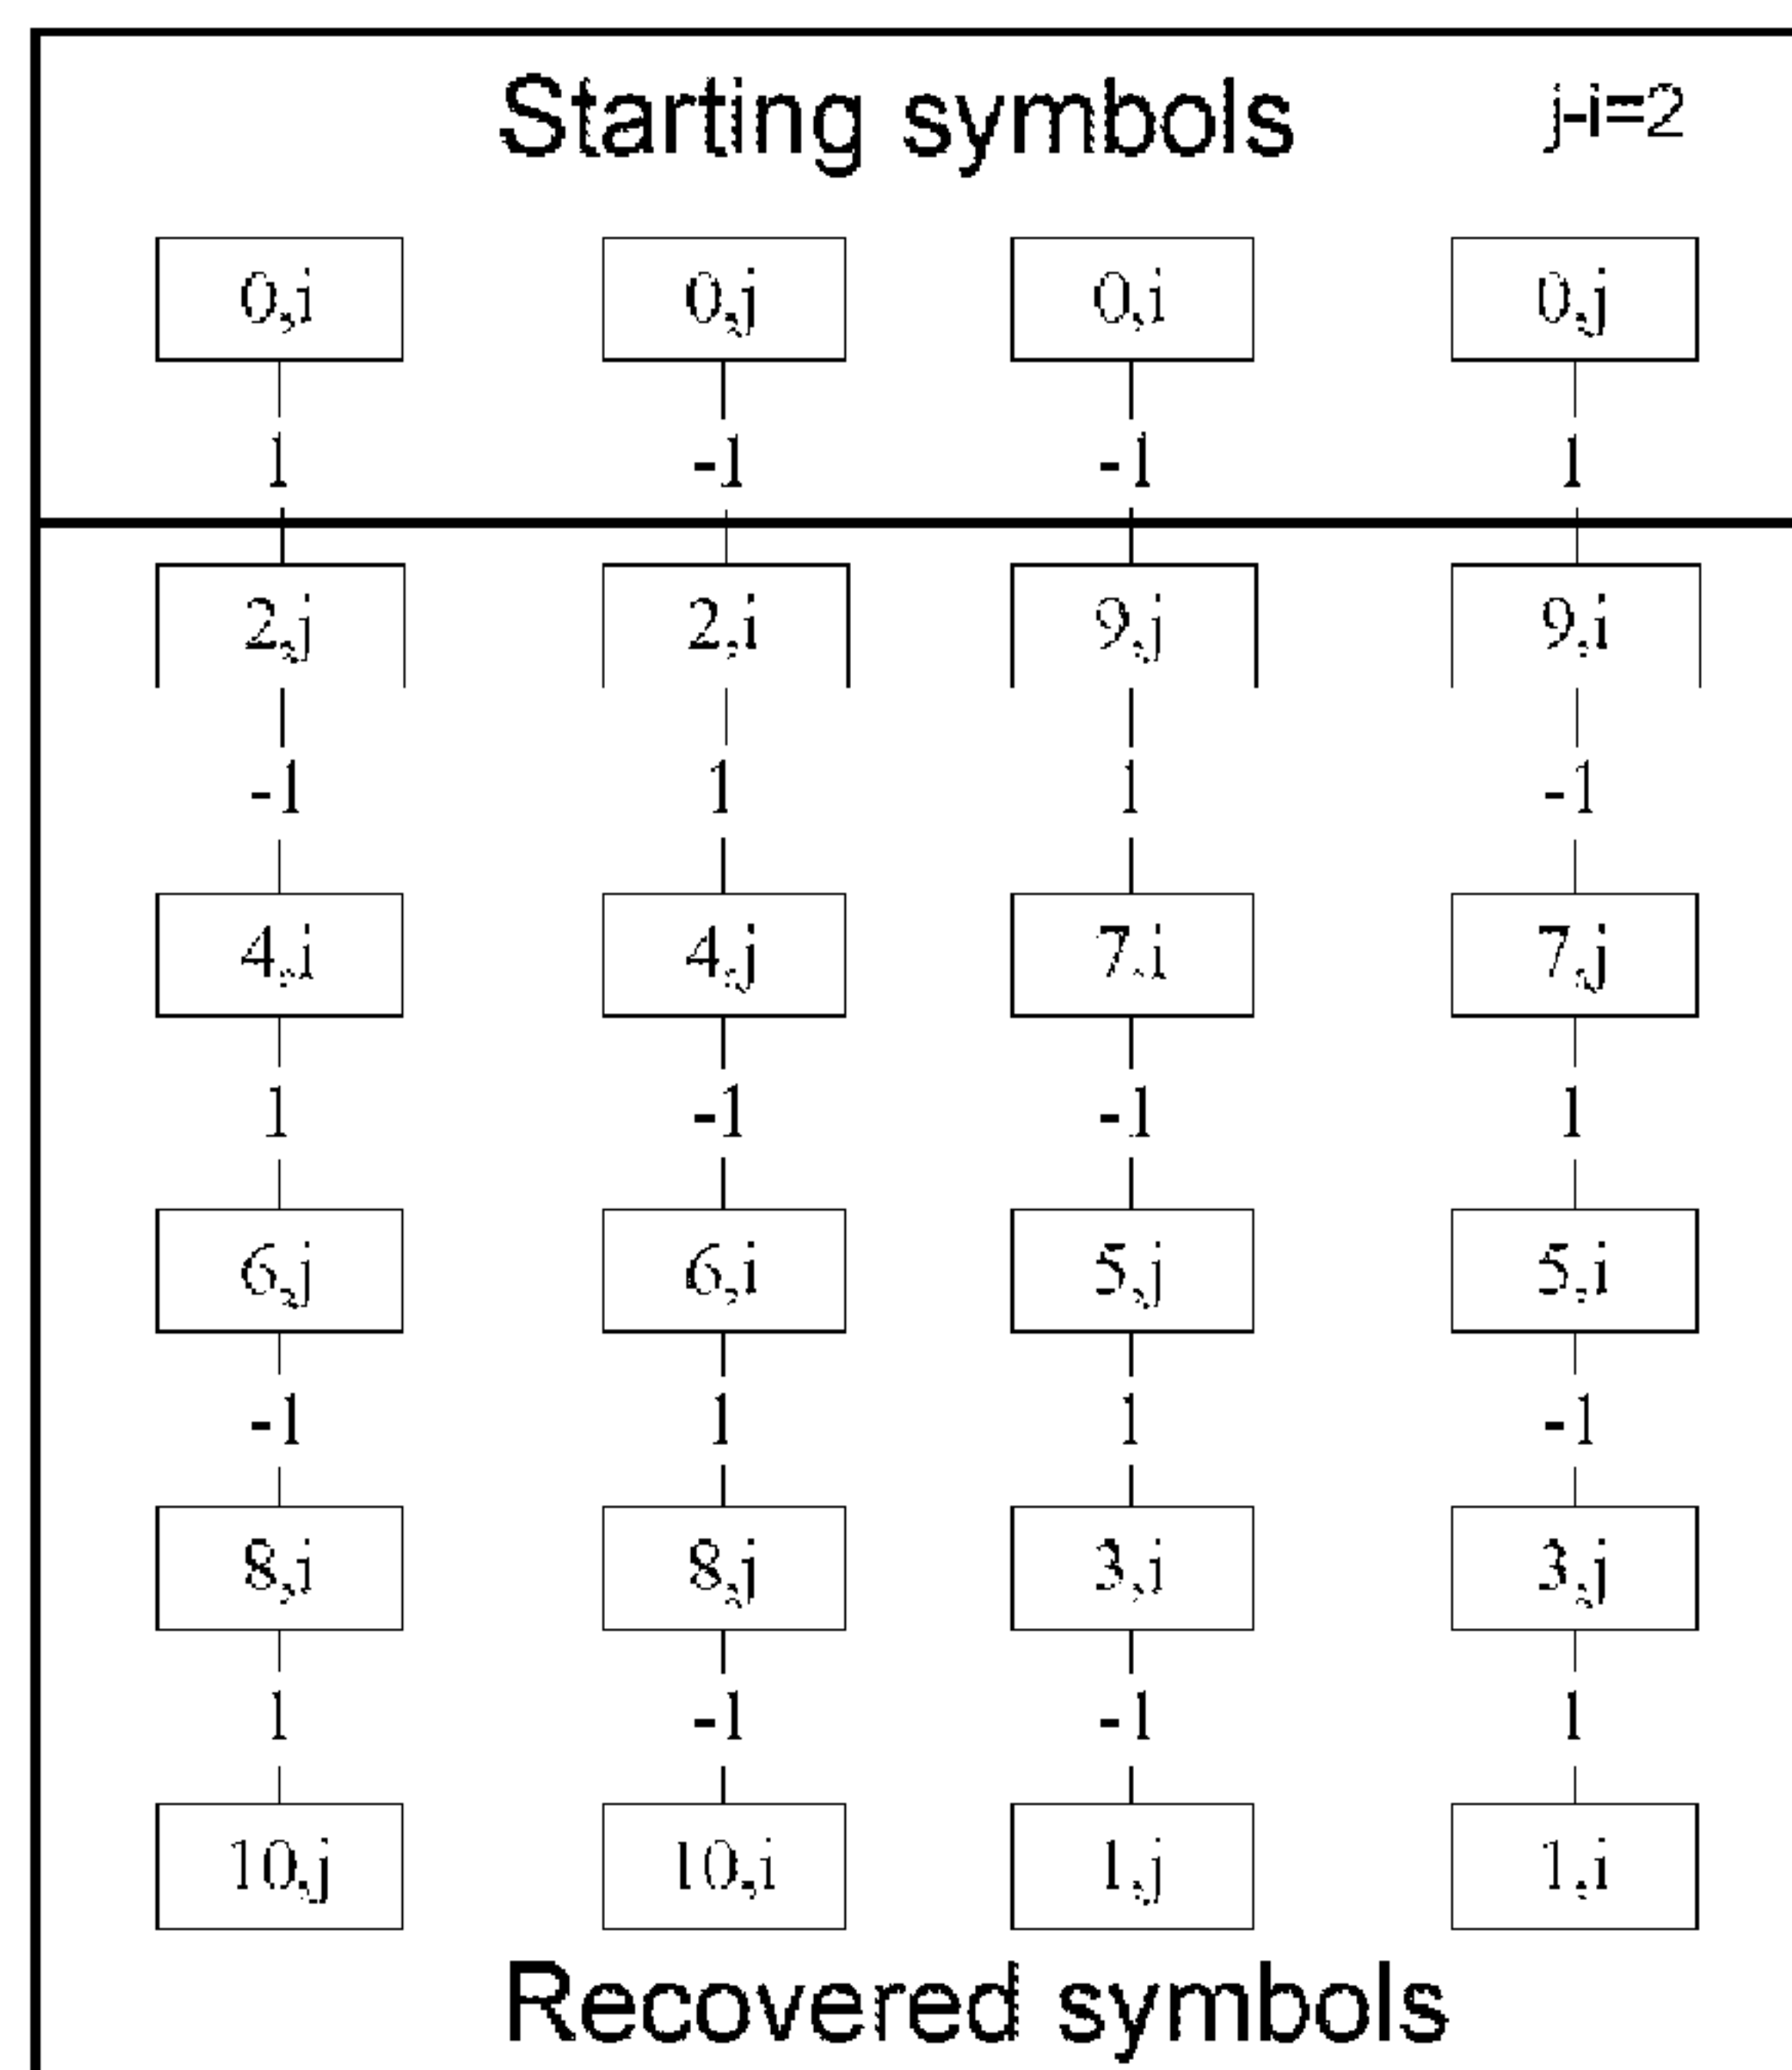 Starting symbols j-i=2
0,i 0,j 0,i 0,j
1 -1 -1 1
2,j 2,i 9,j 9,i
-1 1 1 -1
4,i 4,j 7,i 7,j
1 -1 -1 1
6,j 6,i 5,j 5,i
-1 1 1 -1
8,i 8,j 3,i 3,j
1 -1 -1 1
10,j 10,i 1,j 1,i
Recovered symbols